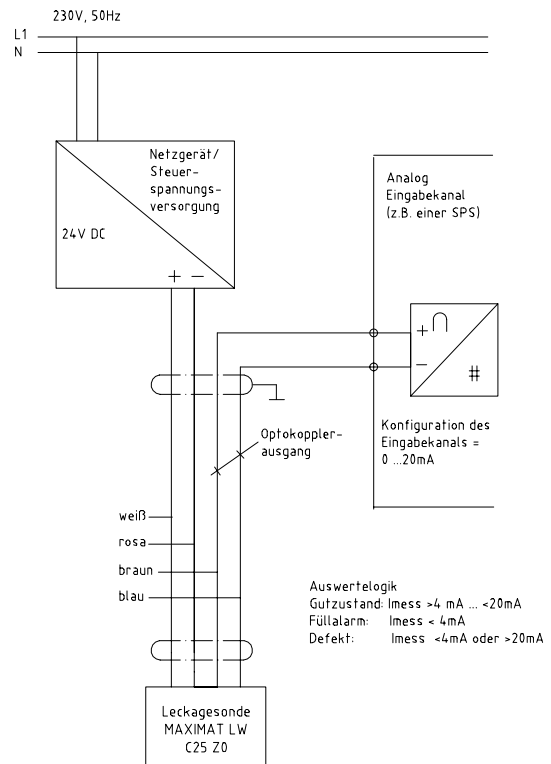 230V, 50Hz
L1
N
Netzgerät/
Steuer-
spannungs-
versorgung
24V DC
+ −
Analog
Eingabekanal
(z.B. einer SPS)
+ ∩
− #
Konfiguration des
Eingabekanals =
0 ...20mA
Optokoppler-
ausgang
weiß
rosa
braun
blau
Auswertelogik
Gutzustand: Imess >4 mA ... <20mA
Füllalarm: Imess < 4mA
Defekt: Imess <4mA oder >20mA
Leckagesonde
MAXIMAT LW
C25 Z0